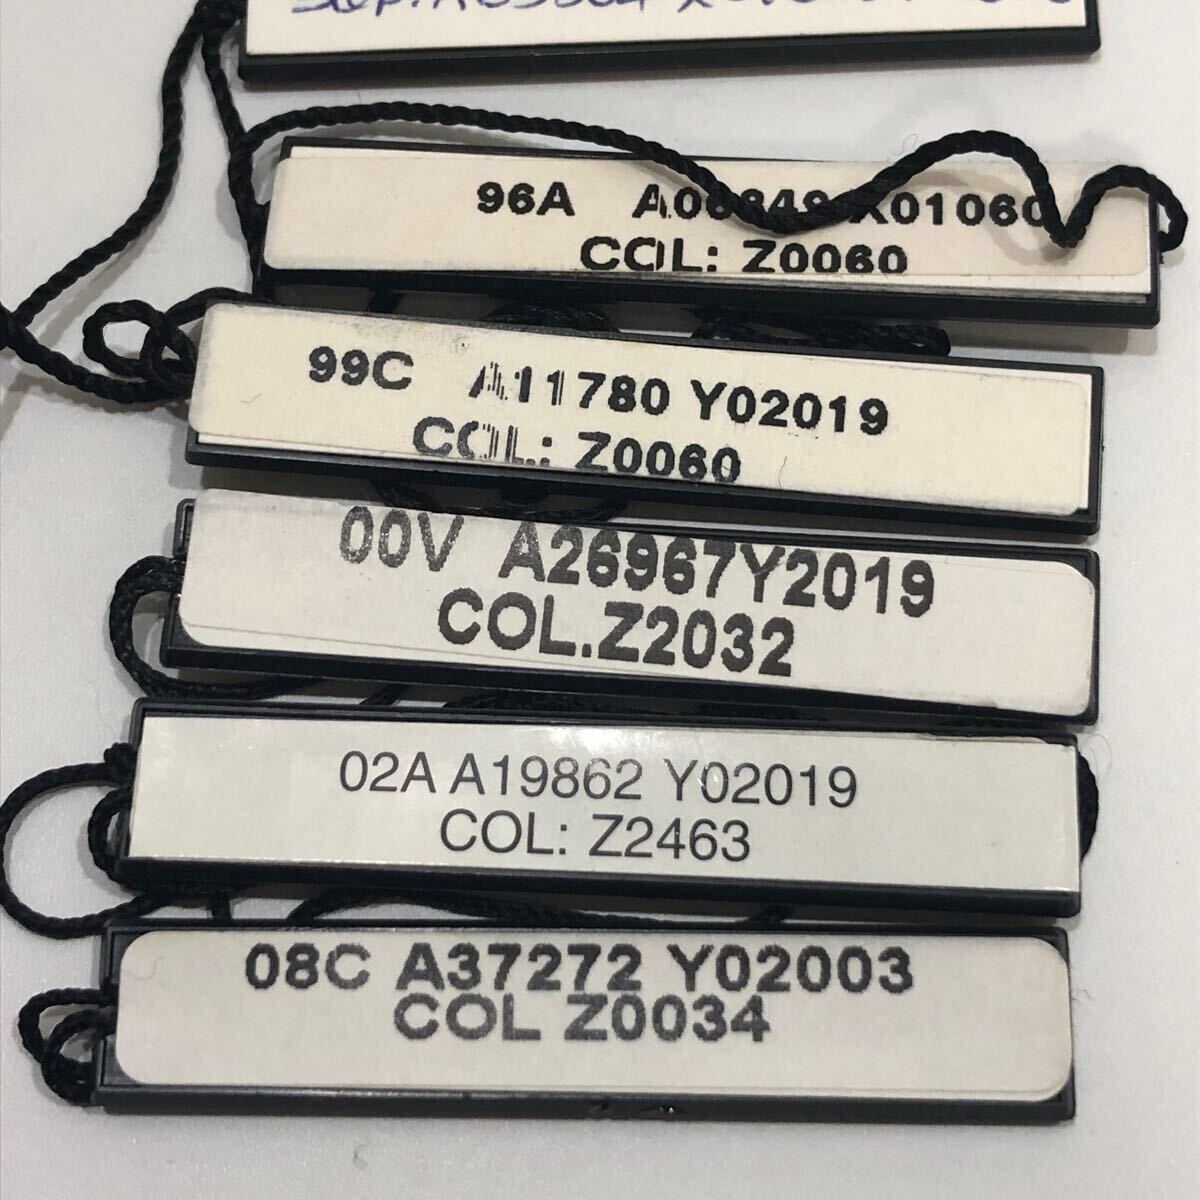 96A X01060
COL: Z0060
99C A11780 Y02019
COL: Z0060
00V A26967Y2019
COL.Z2032
02A A19862 Y02019
COL: Z2463
08C A37272 Y02003
COL Z0034